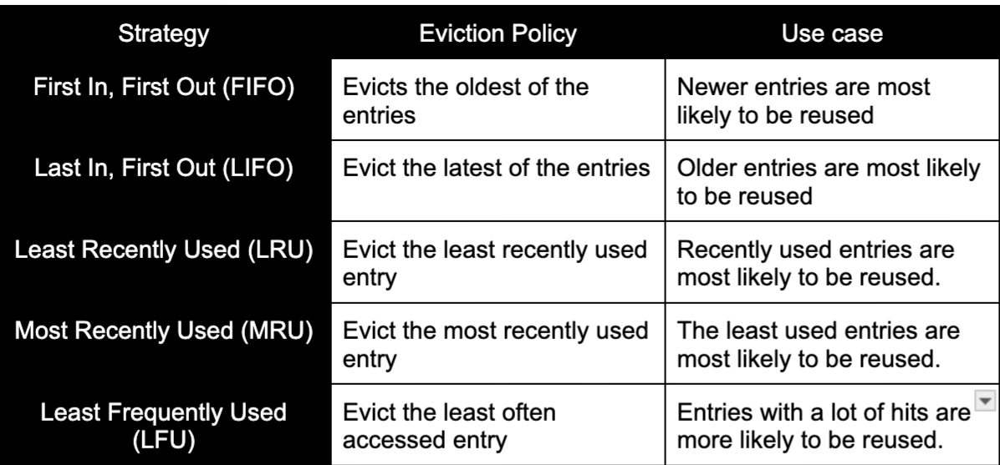 Strategy Eviction Policy Use case
First In, First Out (FIFO) Evicts the oldest of the Newer entries are most
entries likely to be reused
Last In, First Out (LIFO) Evict the latest of the entries Older entries are most likely
to be reused
Least Recently Used (LRU) Evict the least recently used Recently used entries are
entry most likely to be reused.
Most Recently Used (MRU) Evict the most recently used The least used entries are
entry most likely to be reused.
Least Frequently Used Evict the least often Entries with a lot of hits are
(LFU) accessed entry more likely to be reused.